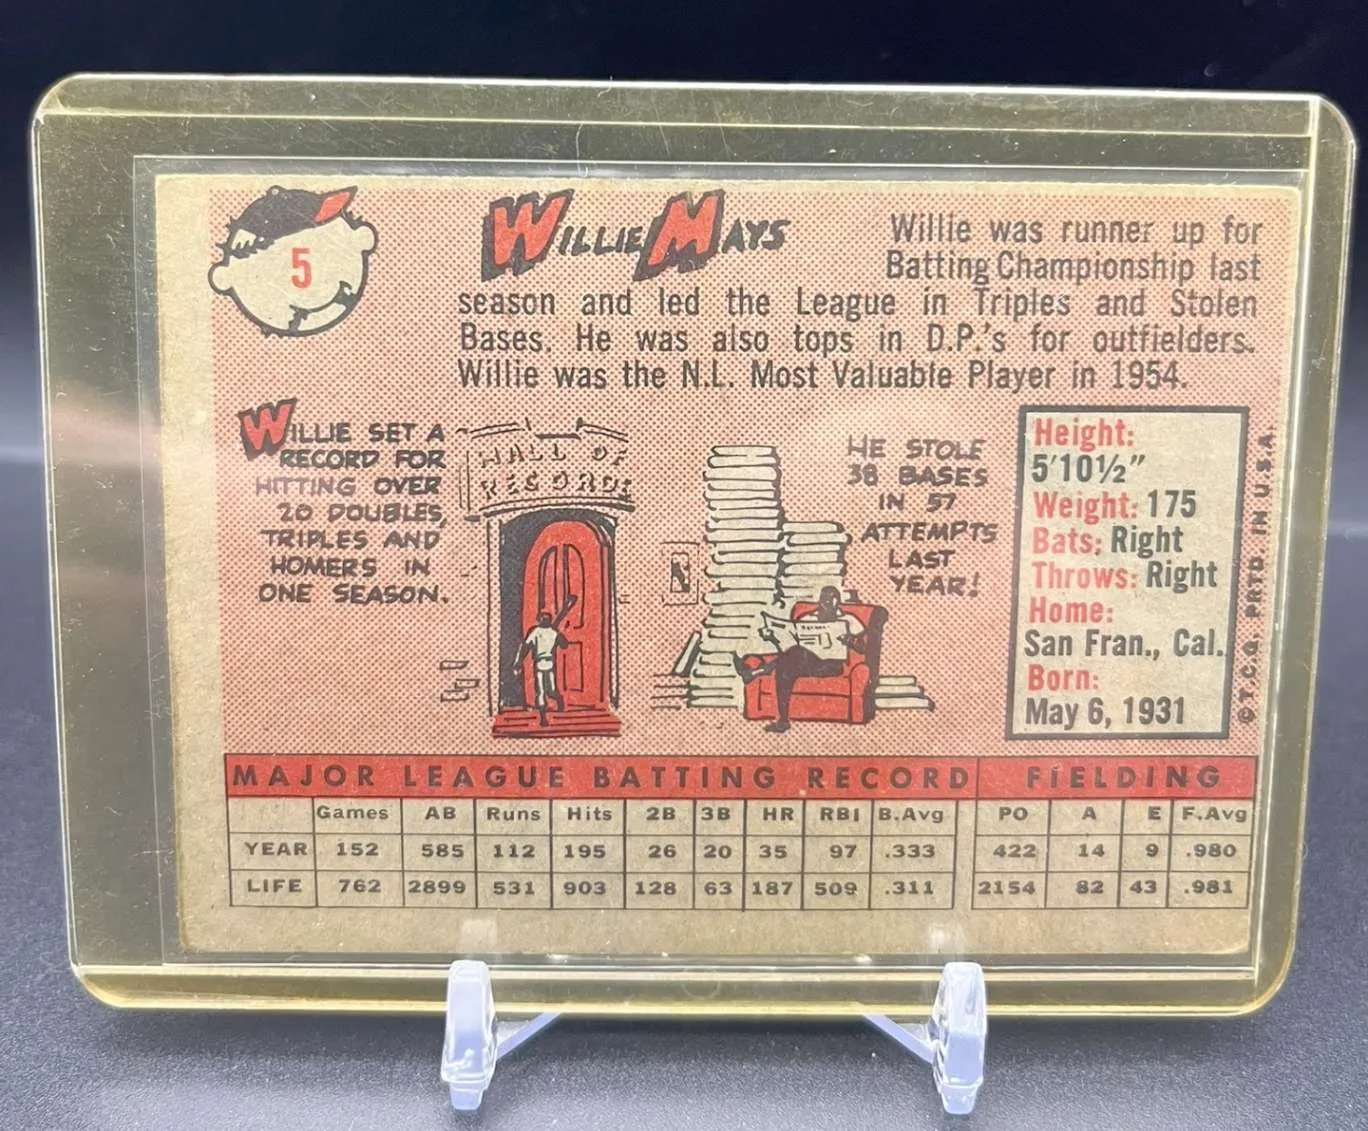 5
WILLIE MAYS
Willie was runner up for
Batting Championship last
season and led the League in Triples and Stolen
Bases. He was also tops in D.P.'s for outfielders.
Willie was the N.L. Most Valuable Player in 1954.
WILLIE SET A
RECORD FOR
HITTING OVER
20 DOUBLES,
TRIPLES AND
HOMERS IN
ONE SEASON.
HALL OF
RECORDS
HE STOLE
38 BASES
IN 57
ATTEMPTS
LAST
YEAR!
Height:
5'10½"
Weight: 175
Bats: Right
Throws: Right
Home:
San Fran., Cal.
Born:
May 6, 1931
© T.C.G. PRTD. IN U.S.A.
MAJOR LEAGUE BATTING RECORD FIELDING
Games AB Runs Hits 2B 3B HR RBI B.Avg PO A E F.Avg
YEAR 152 585 112 195 26 20 35 97 .333 422 14 9 .980
LIFE 762 2899 531 903 128 63 187 509 .311 2154 82 43 .981